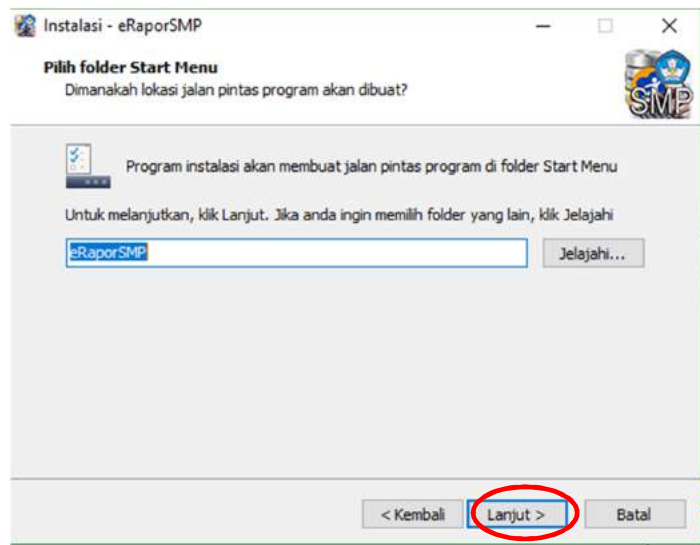 Instalasi - eRaporSMP
Pilih folder Start Menu
Dimanakah lokasi jalan pintas program akan dibuat?
SMP
Program instalasi akan membuat jalan pintas program di folder Start Menu
Untuk melanjutkan, klik Lanjut. Jika anda ingin memilih folder yang lain, klik Jelajahi
eRaporSMP
Jelajahi...
< Kembali
Lanjut >
Batal